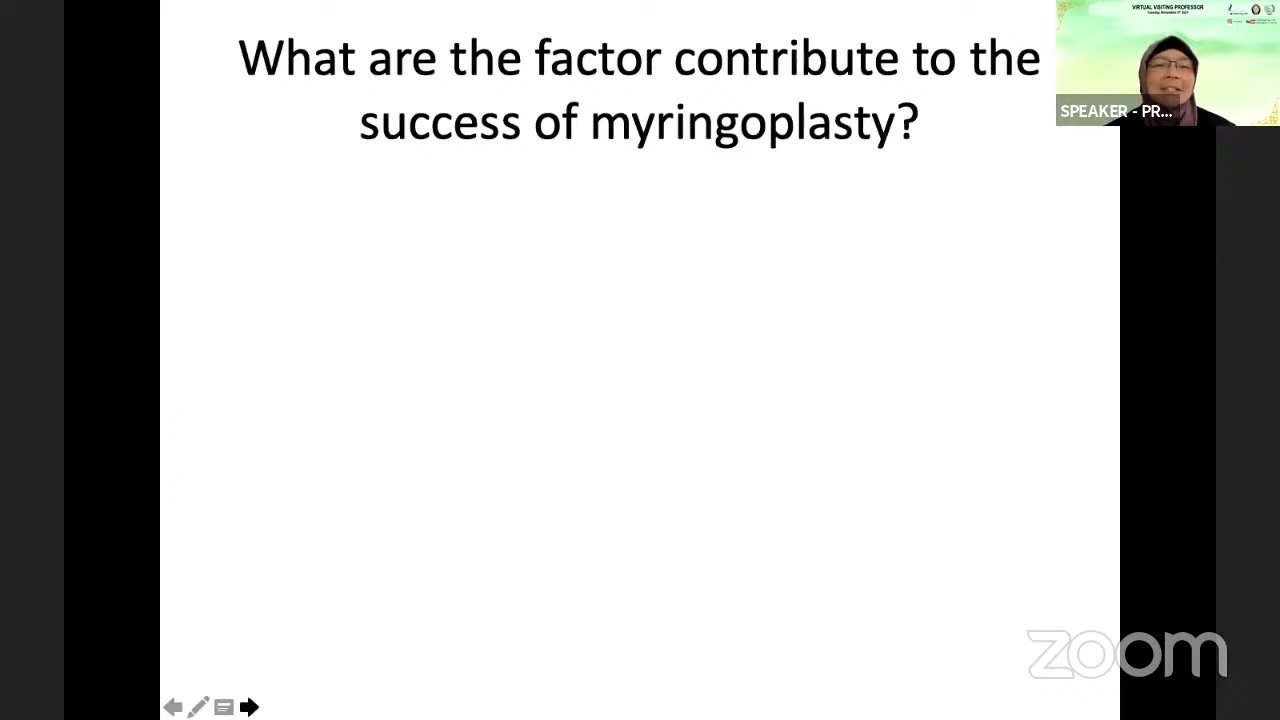 What are the factor contribute to the
success of myringoplasty?
VIRTUAL VISITING PROFESSOR
SPEAKER - PR...
zoom